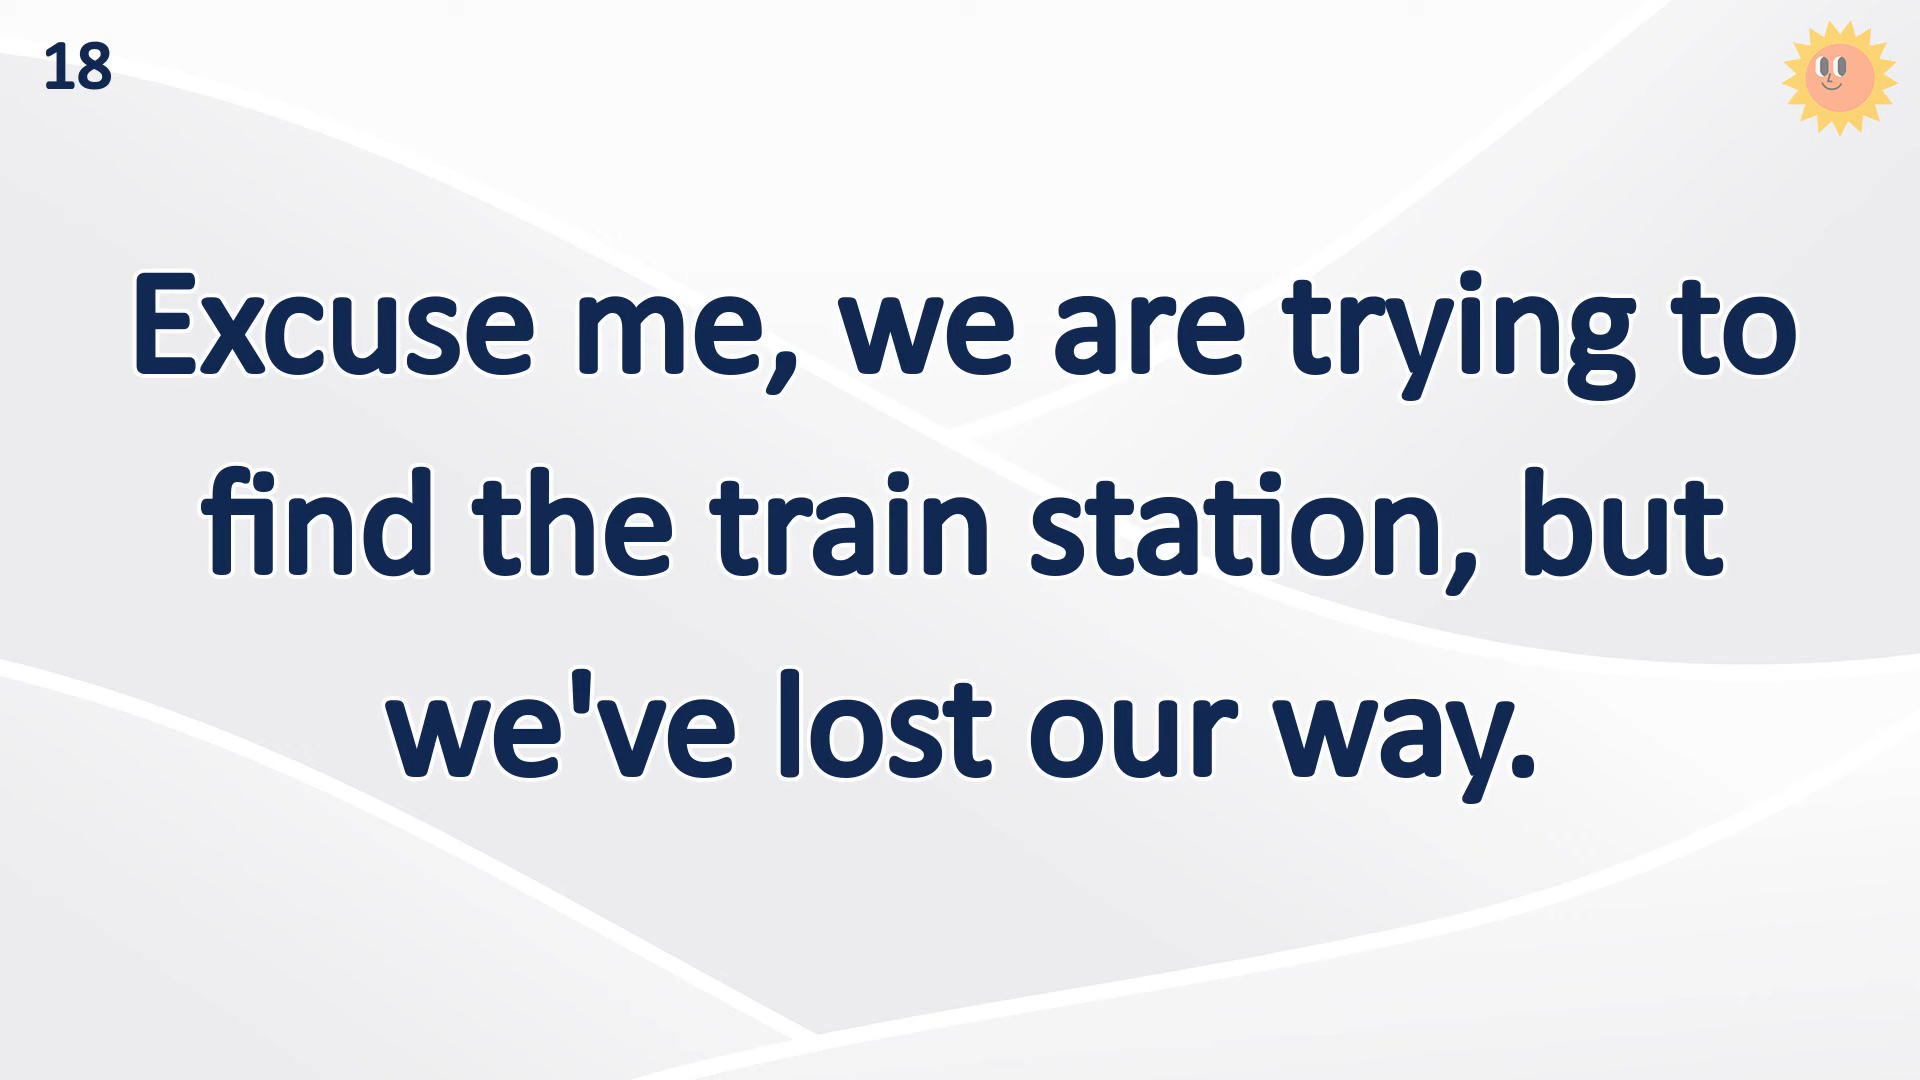 18
Excuse me, we are trying to
find the train station, but
we've lost our way.